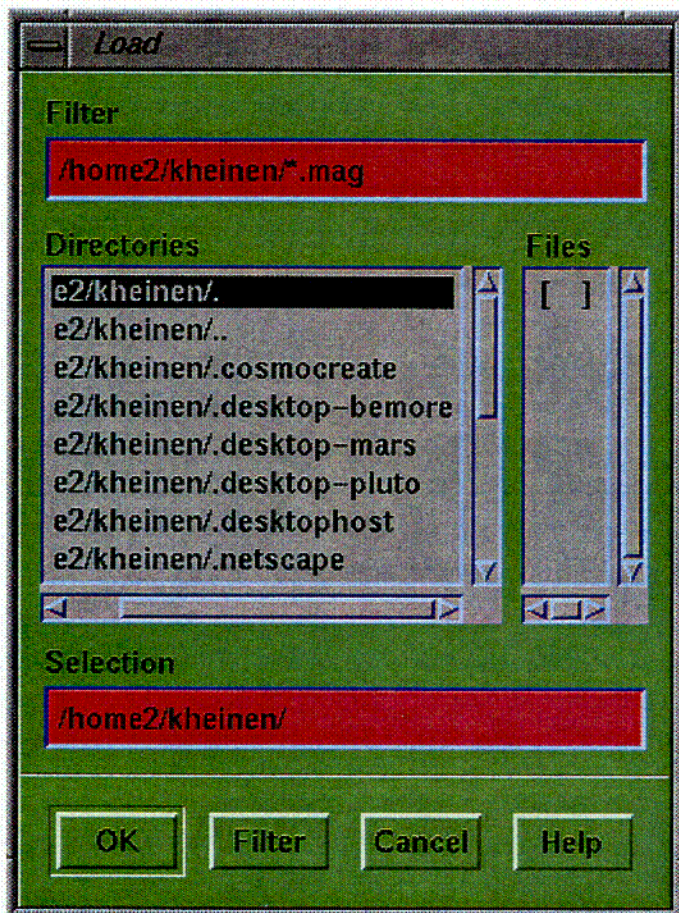 Load
Filter
/home2/kheinen/*.mag
Directories
Files
e2/kheinen/.
[ ]
e2/kheinen/..
e2/kheinen/.cosmocreate
e2/kheinen/.desktop-bemore
e2/kheinen/.desktop-mars
e2/kheinen/.desktop-pluto
e2/kheinen/.desktophost
e2/kheinen/.netscape
Selection
/home2/kheinen/
OK
Filter
Cancel
Help